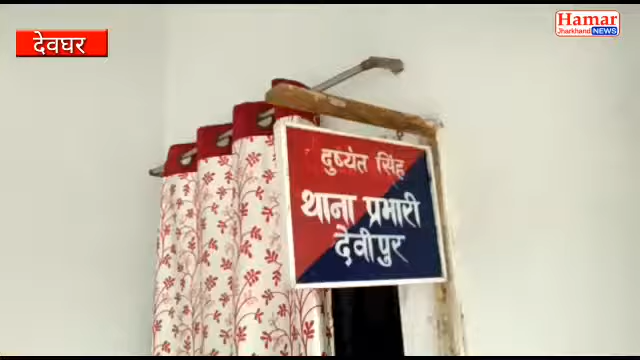 देवघर
Hamar
Jharkhand NEWS
दुष्यंत सिंह
थाना प्रभारी
देवीपुर